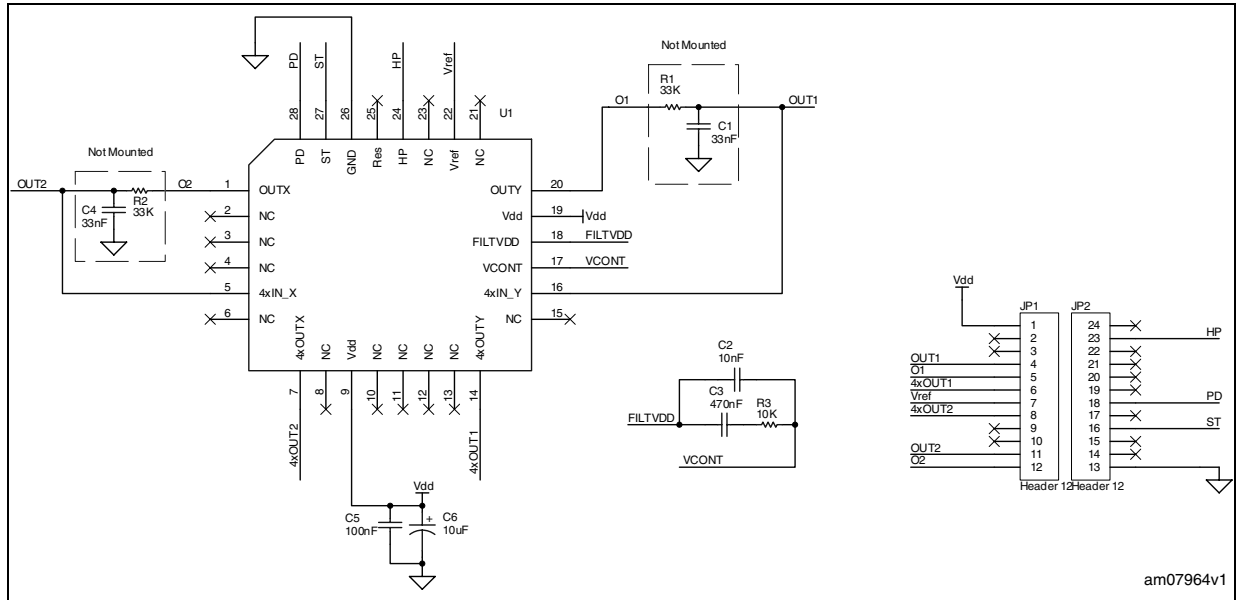 PD
ST
HP
Vref
28
27
26
25
24
23
22
21
U1
PD
ST
GND
Res
HP
NC
Vref
NC
Not Mounted
OUT2
O2
C4
33nF
R2
33K
Not Mounted
O1
R1
33K
C1
33nF
OUT1
1 OUTX
2 NC
3 NC
4 NC
5 4xIN_X
6 NC
OUTY 20
Vdd 19 Vdd
FILTVDD 18 FILTVDD
VCONT 17 VCONT
4xIN_Y 16
NC 15
4xOUTX
NC
Vdd
NC
NC
NC
NC
4xOUTY
7
8
9
10
11
12
13
14
4xOUT2
4xOUT1
Vdd
C5
100nF
+
C6
10uF
C2
10nF
C3
470nF
R3
10K
FILTVDD
VCONT
Vdd
JP1
1
2
3
OUT1 4
O1 5
4xOUT1 6
Vref 7
4xOUT2 8
9
10
OUT2 11
O2 12
Header 12
JP2
24
23 HP
22
21
20
19
18 PD
17
16 ST
15
14
13
Header 12
am07964v1